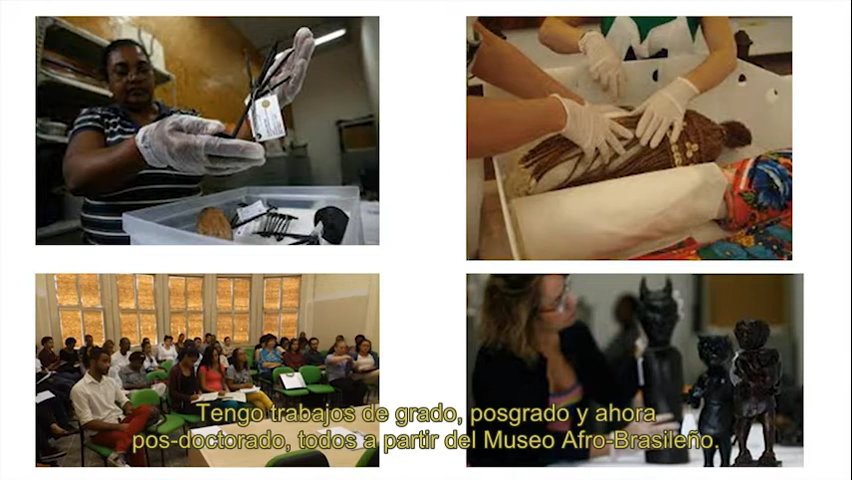 Tengo trabajos de grado, posgrado y ahora
pos-doctorado, todos a partir del Museo Afro-Brasileño.